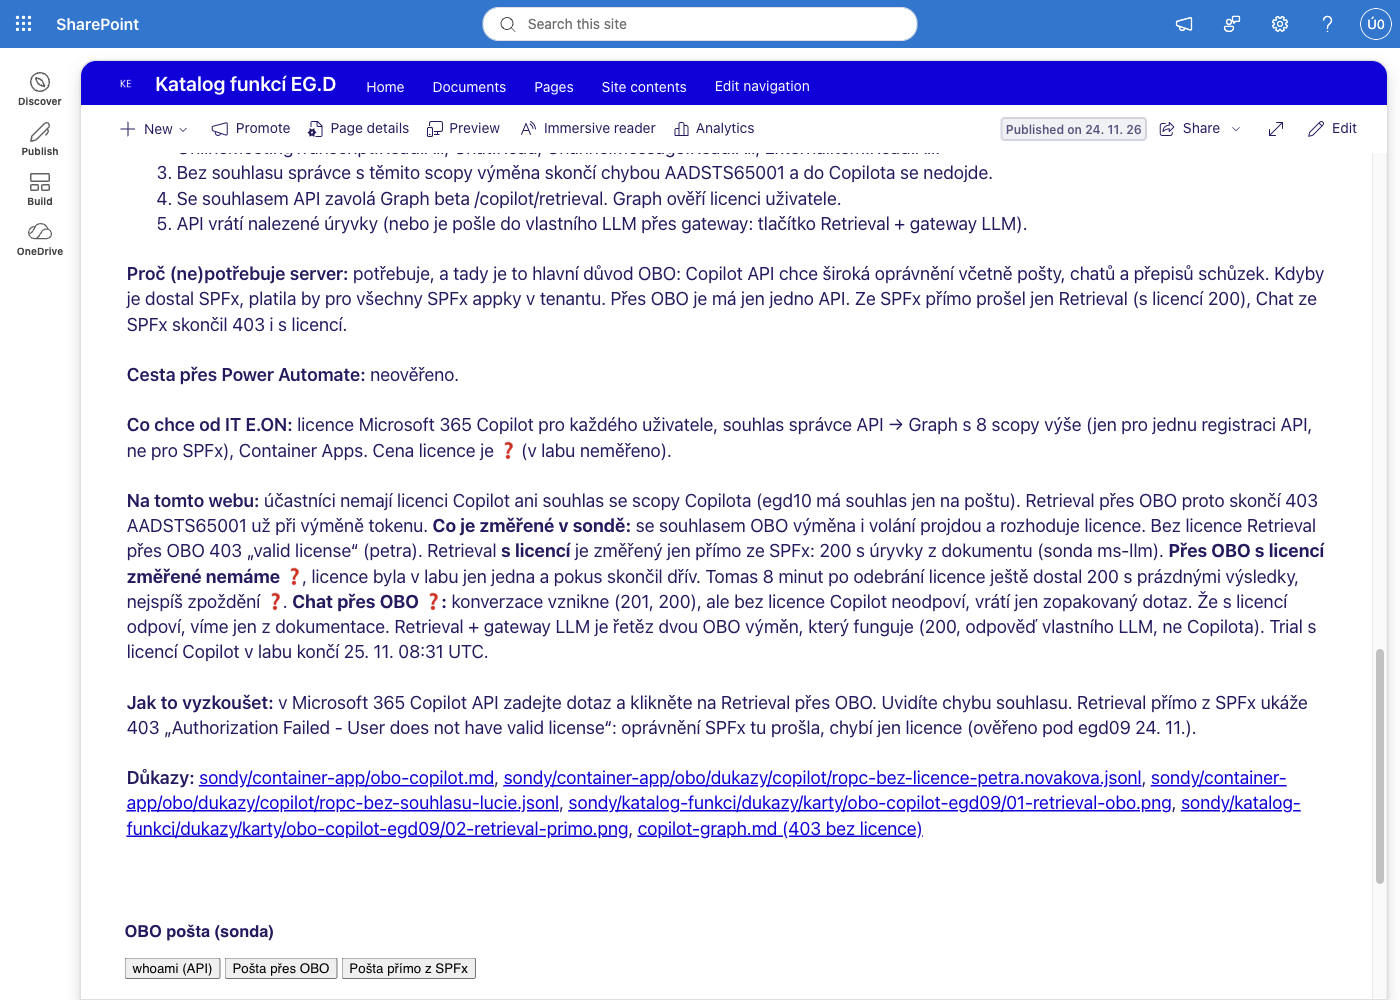 SharePoint
Search this site
Ú0
Discover
Publish
Build
OneDrive
KE
Katalog funkcí EG.D
Home
Documents
Pages
Site contents
Edit navigation
New
Promote
Page details
Preview
Immersive reader
Analytics
Published on 24. 11. 26
Share
Edit
3. Bez souhlasu správce s těmito scopy výměna skončí chybou AADSTS65001 a do Copilota se nedojde.
4. Se souhlasem API zavolá Graph beta /copilot/retrieval. Graph ověří licenci uživatele.
5. API vrátí nalezené úryvky (nebo je pošle do vlastního LLM přes gateway: tlačítko Retrieval + gateway LLM).
Proč (ne)potřebuje server: potřebuje, a tady je to hlavní důvod OBO: Copilot API chce široká oprávnění včetně pošty, chatů a přepisů schůzek. Kdyby
je dostal SPFx, platila by pro všechny SPFx appky v tenantu. Přes OBO je má jen jedno API. Ze SPFx přímo prošel jen Retrieval (s licencí 200), Chat ze
SPFx skončil 403 i s licencí.
Cesta přes Power Automate: neověřeno.
Co chce od IT E.ON: licence Microsoft 365 Copilot pro každého uživatele, souhlas správce API → Graph s 8 scopy výše (jen pro jednu registraci API,
ne pro SPFx), Container Apps. Cena licence je ❓ (v labu neměřeno).
Na tomto webu: účastníci nemají licenci Copilot ani souhlas se scopy Copilota (egd10 má souhlas jen na poštu). Retrieval přes OBO proto skončí 403
AADSTS65001 už při výměně tokenu. Co je změřené v sondě: se souhlasem OBO výměna i volání projdou a rozhoduje licence. Bez licence Retrieval
přes OBO 403 „valid license“ (petra). Retrieval s licencí je změřený jen přímo ze SPFx: 200 s úryvky z dokumentu (sonda ms-llm). Přes OBO s licencí
změřené nemáme ❓, licence byla v labu jen jedna a pokus skončil dřív. Tomas 8 minut po odebrání licence ještě dostal 200 s prázdnými výsledky,
nejspíš zpoždění ❓. Chat přes OBO ❓: konverzace vznikne (201, 200), ale bez licence Copilot neodpoví, vrátí jen zopakovaný dotaz. Že s licencí
odpoví, víme jen z dokumentace. Retrieval + gateway LLM je řetěz dvou OBO výměn, který funguje (200, odpověď vlastního LLM, ne Copilota). Trial s
licencí Copilot v labu končí 25. 11. 08:31 UTC.
Jak to vyzkoušet: v Microsoft 365 Copilot API zadejte dotaz a klikněte na Retrieval přes OBO. Uvidíte chybu souhlasu. Retrieval přímo z SPFx ukáže
403 „Authorization Failed - User does not have valid license“: oprávnění SPFx tu prošla, chybí jen licence (ověřeno pod egd09 24. 11.).
Důkazy: sondy/container-app/obo-copilot.md, sondy/container-app/obo/dukazy/copilot/ropc-bez-licence-petra.novakova.jsonl, sondy/container-
app/obo/dukazy/copilot/ropc-bez-souhlasu-lucie.jsonl, sondy/katalog-funkci/dukazy/karty/obo-copilot-egd09/01-retrieval-obo.png, sondy/katalog-
funkci/dukazy/karty/obo-copilot-egd09/02-retrieval-primo.png, copilot-graph.md (403 bez licence)
OBO pošta (sonda)
whoami (API)
Pošta přes OBO
Pošta přímo z SPFx